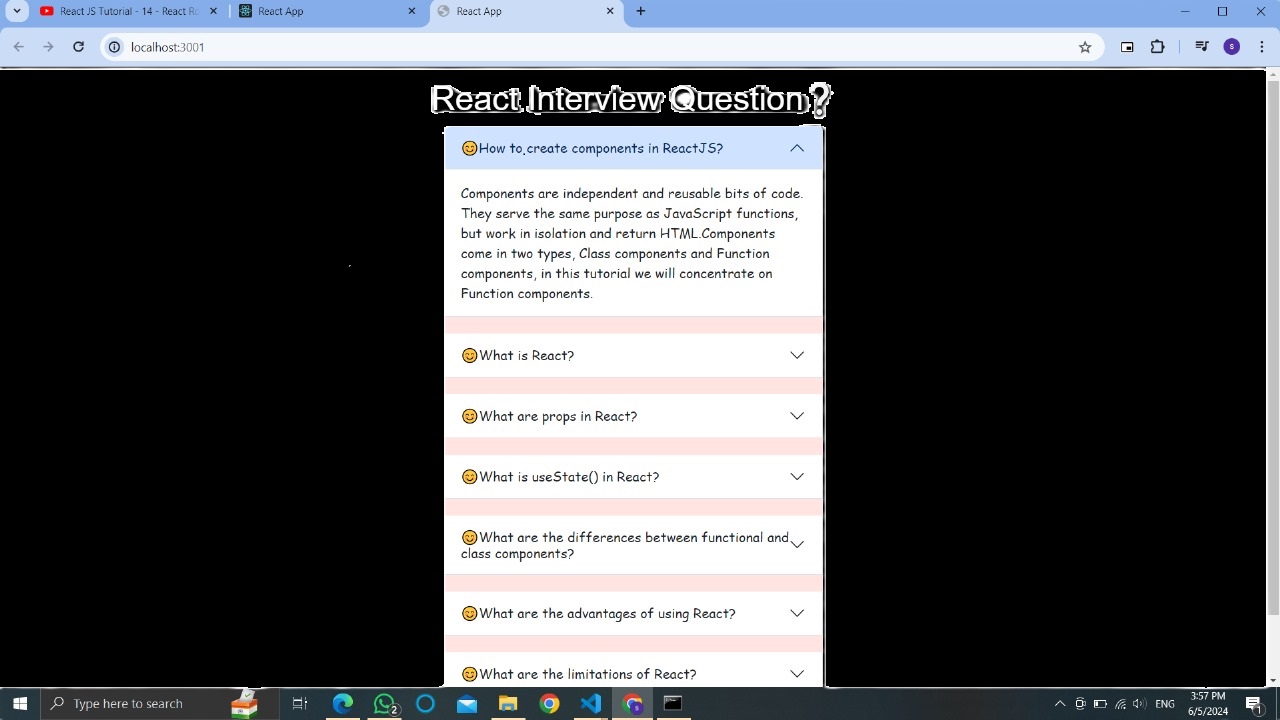 React JS Tutorial - 14 - React Ro
React App
React App
localhost:3001
S
React Interview Question?
😊How to create components in ReactJS?
Components are independent and reusable bits of code.
They serve the same purpose as JavaScript functions,
but work in isolation and return HTML.Components
come in two types, Class components and Function
components, in this tutorial we will concentrate on
Function components.
😊What is React?
😊What are props in React?
😊What is useState() in React?
😊What are the differences between functional and
class components?
😊What are the advantages of using React?
😊What are the limitations of React?
Type here to search
2
ENG
3:57 PM
6/5/2024